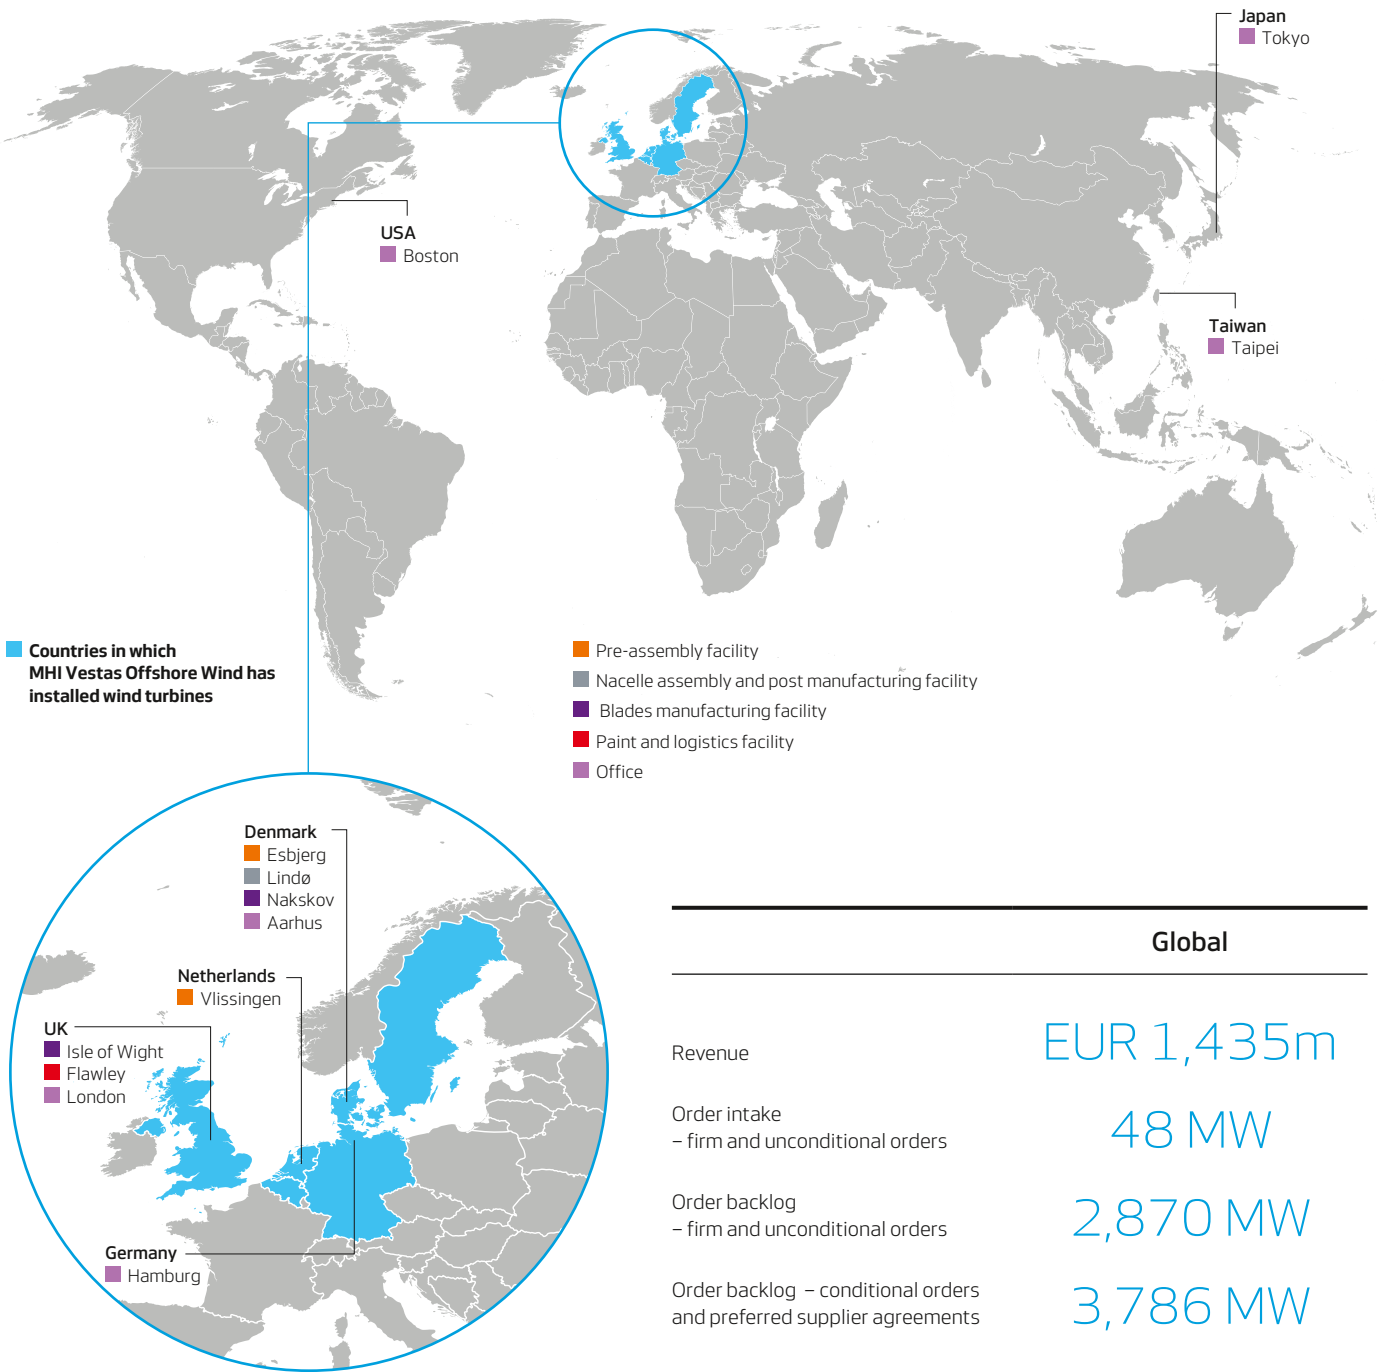 Japan
Tokyo
USA
Boston
Taiwan
Taipei
Countries in which
MHI Vestas Offshore Wind has
installed wind turbines
Pre-assembly facility
Nacelle assembly and post manufacturing facility
Blades manufacturing facility
Paint and logistics facility
Office
Denmark
Esbjerg
Lindø
Nakskov
Aarhus
Netherlands
Vlissingen
UK
Isle of Wight
Flawley
London
Germany
Hamburg
Global
Revenue
EUR 1,435m
Order intake
– firm and unconditional orders
48 MW
Order backlog
– firm and unconditional orders
2,870 MW
Order backlog – conditional orders
and preferred supplier agreements
3,786 MW